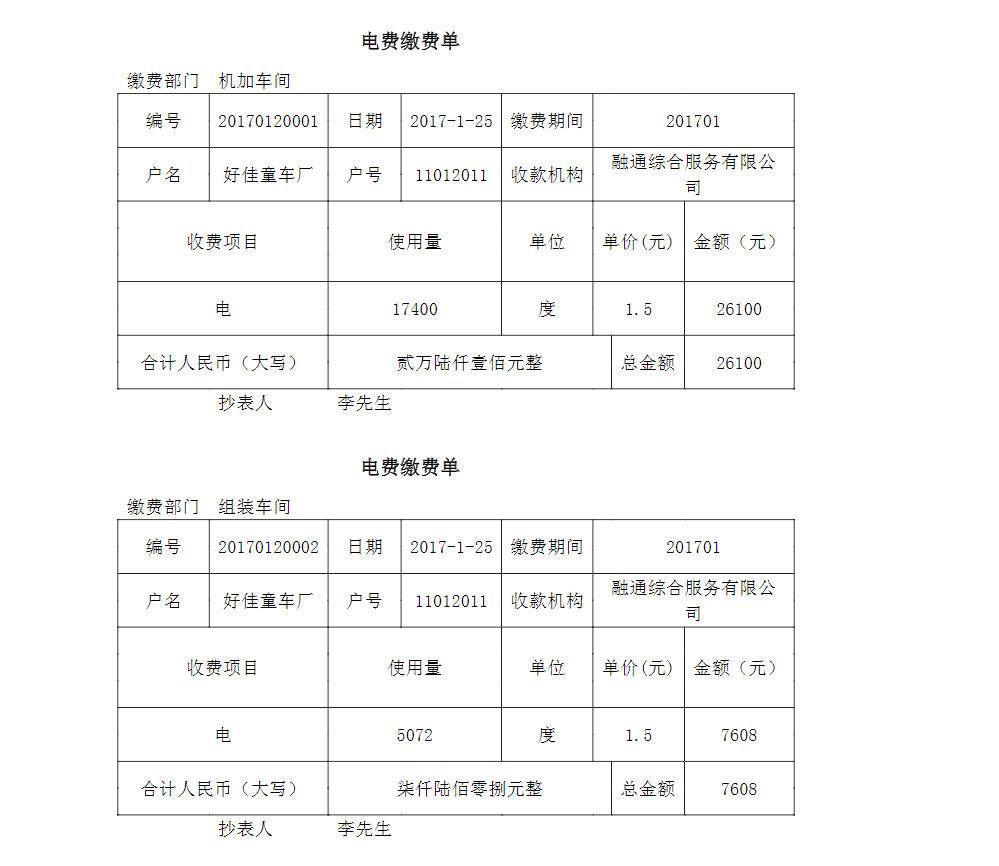 电费缴费单
缴费部门 机加车间
编号 20170120001 日期 2017-1-25 缴费期间 201701
户名 好佳童车厂 户号 11012011 收款机构 融通综合服务有限公
司
收费项目 使用量 单位 单价(元) 金额（元）
电 17400 度 1.5 26100
合计人民币（大写） 贰万陆仟壹佰元整 总金额 26100
抄表人 李先生
电费缴费单
缴费部门 组装车间
编号 20170120002 日期 2017-1-25 缴费期间 201701
户名 好佳童车厂 户号 11012011 收款机构 融通综合服务有限公
司
收费项目 使用量 单位 单价(元) 金额（元）
电 5072 度 1.5 7608
合计人民币（大写） 柒仟陆佰零捌元整 总金额 7608
抄表人 李先生